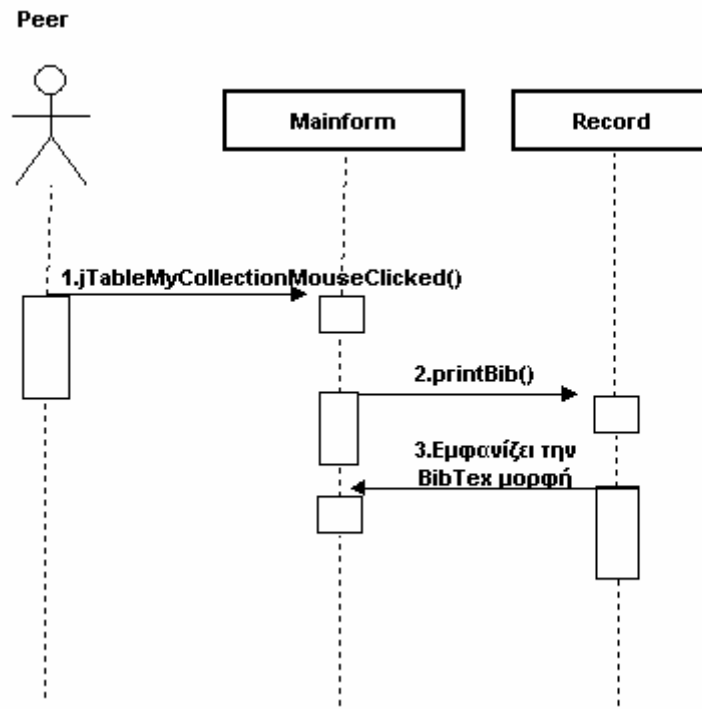 Peer
Mainform
Record
1.jTableMyCollectionMouseClicked()
2.printBib()
3.Εμφανίζει την
BibTex μορφή